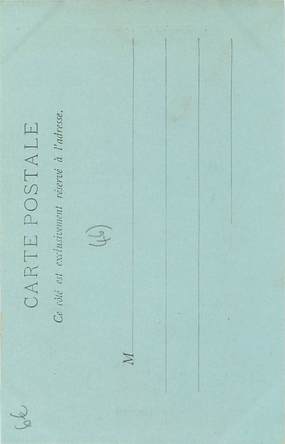 CARTE POSTALE
Ce côté est exclusivement réservé à l'adresse.
(46)
M